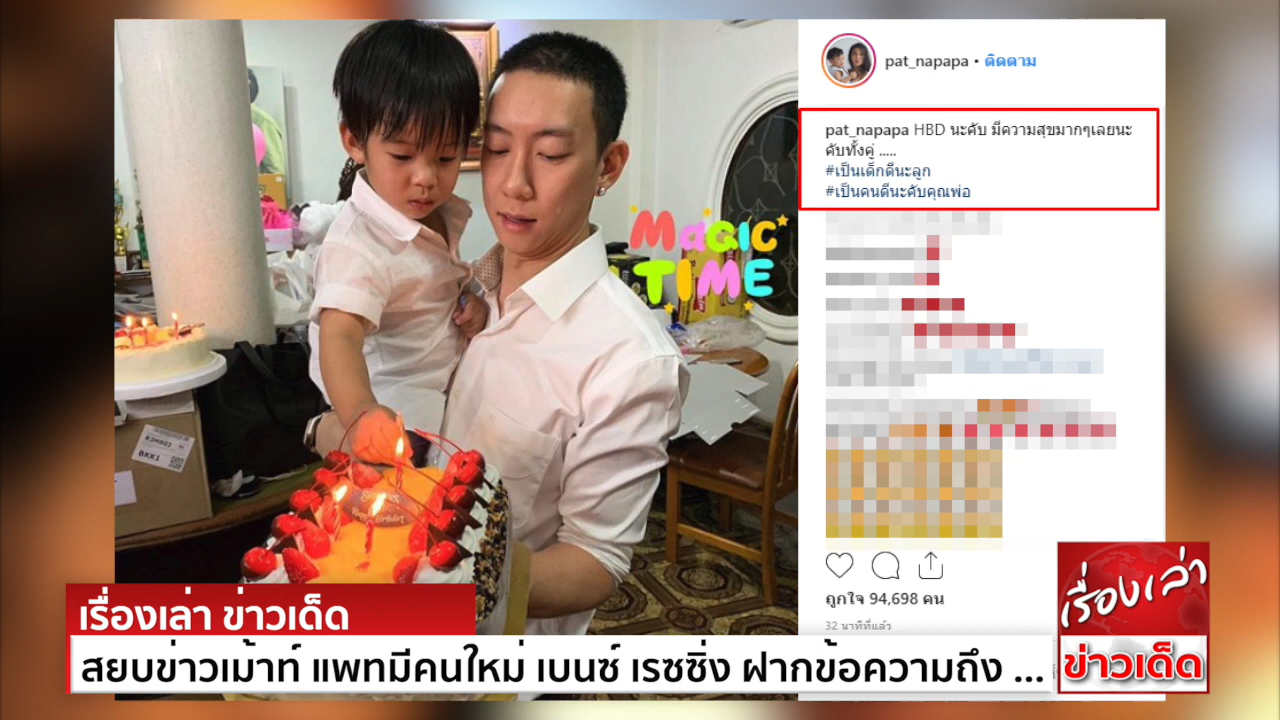 pat_napapa • ติดตาม
pat_napapa HBD นะคับ มีความสุขมากๆเลยนะ
คับทั้งคู่ .....
#เป็นเด็กดีนะลูก
#เป็นคนดีนะคับคุณพ่อ
MAGIC
TIME
BKK1
Happy Birthday
ถูกใจ 94,698 คน
32 นาทีที่แล้ว
เรื่องเล่า ข่าวเด็ด
สยบข่าวเม้าท์ แพทมีคนใหม่ เบนซ์ เรซซิ่ง ฝากข้อความถึง ...
เรื่องเล่า
ข่าวเด็ด